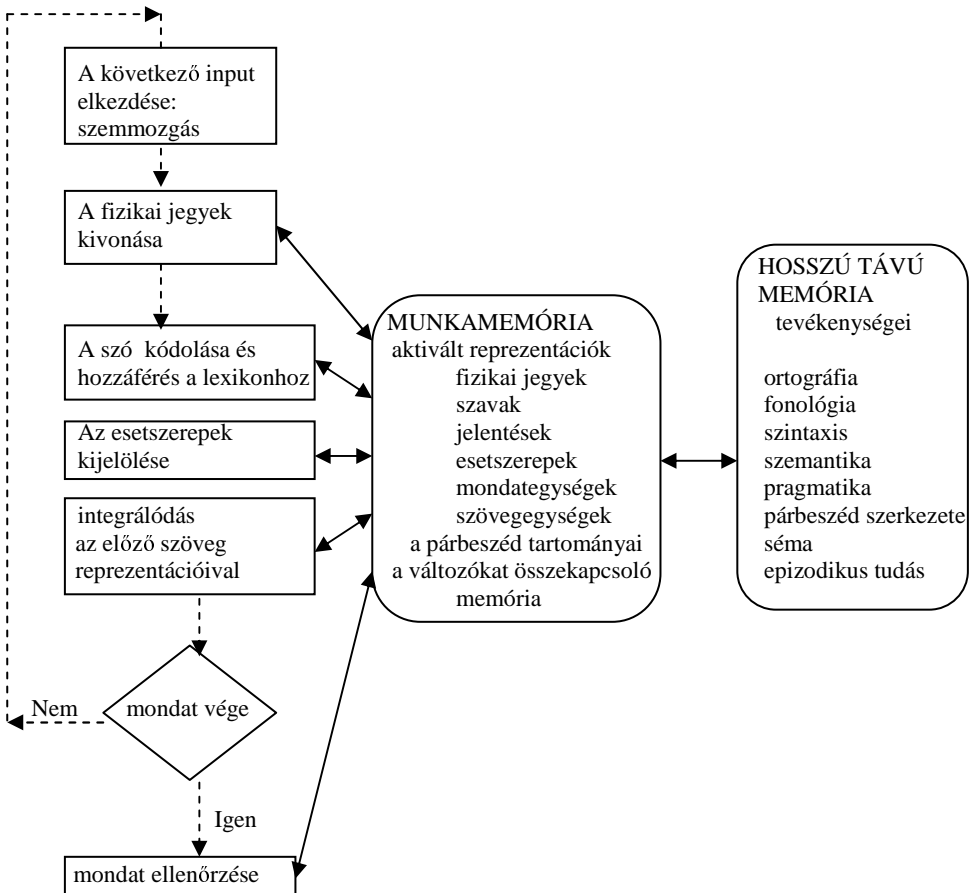 A következő input
elkezdése:
szemmozgás
A fizikai jegyek
kivonása
A szó kódolása és
hozzáférés a lexikonhoz
Az esetszerepek
kijelölése
integrálódás
az előző szöveg
reprezentációival
mondat vége
Nem
Igen
mondat ellenőrzése
MUNKAMEMÓRIA
aktivált reprezentációk
fizikai jegyek
szavak
jelentések
esetszerepek
mondategységek
szövegegységek
a párbeszéd tartományai
a változókat összekapcsoló
memória
HOSSZÚ TÁVÚ
MEMÓRIA
tevékenységei
ortográfia
fonológia
szintaxis
szemantika
pragmatika
párbeszéd szerkezete
séma
epizodikus tudás